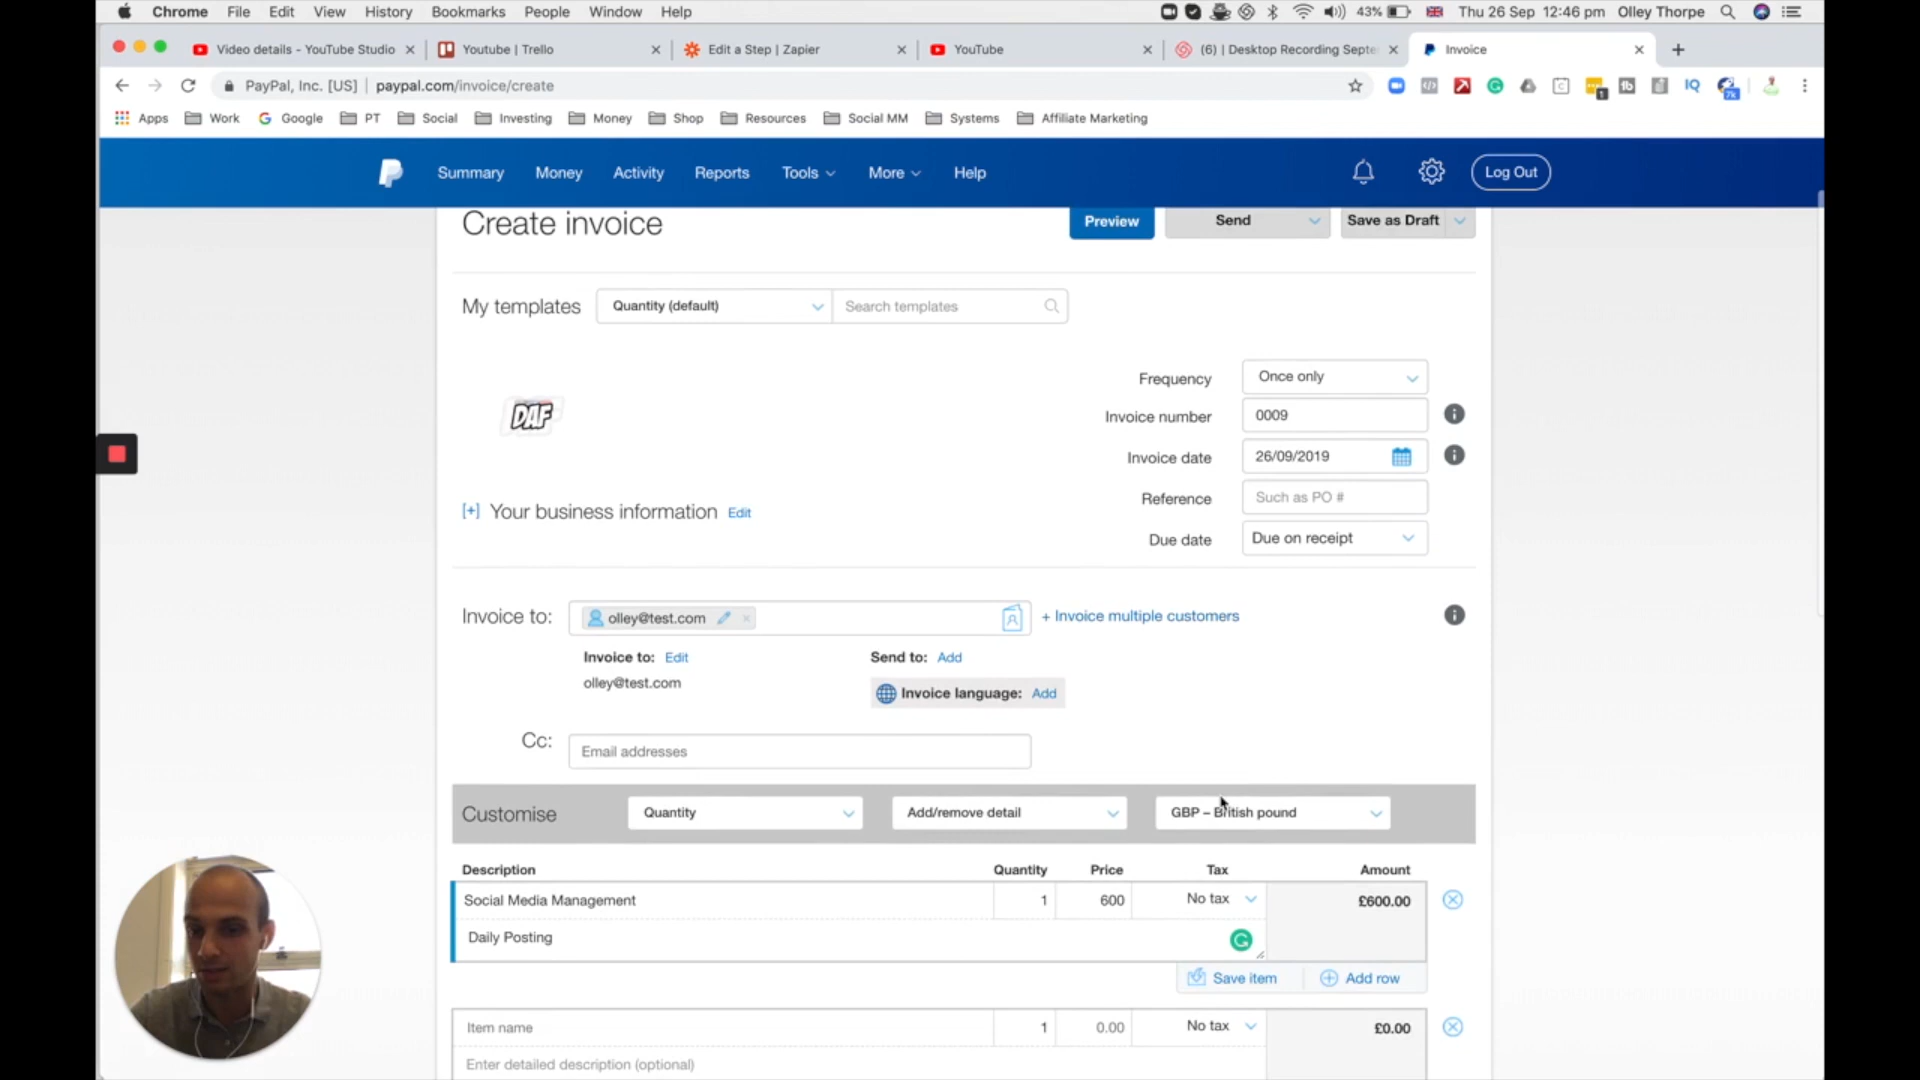 Chrome File Edit View History Bookmarks People Window Help 43% Thu 26 Sep 12:46 pm Olley Thorpe
Video details - YouTube Studio Youtube | Trello Edit a Step | Zapier YouTube (6) | Desktop Recording Septe Invoice
PayPal, Inc. [US] paypal.com/invoice/create
Apps Work Google PT Social Investing Money Shop Resources Social MM Systems Affiliate Marketing
Summary Money Activity Reports Tools More Help Log Out
Create invoice Preview Send Save as Draft
My templates Quantity (default) Search templates
Frequency Once only
DAF
Invoice number 0009
Invoice date 26/09/2019
Reference Such as PO #
[+] Your business information Edit
Due date Due on receipt
Invoice to: olley@test.com + Invoice multiple customers
Invoice to: Edit Send to: Add
olley@test.com
Invoice language: Add
Cc: Email addresses
Customise Quantity Add/remove detail GBP – British pound
Description Quantity Price Tax Amount
Social Media Management 1 600 No tax £600.00
Daily Posting
Save item Add row
Item name 1 0.00 No tax £0.00
Enter detailed description (optional)